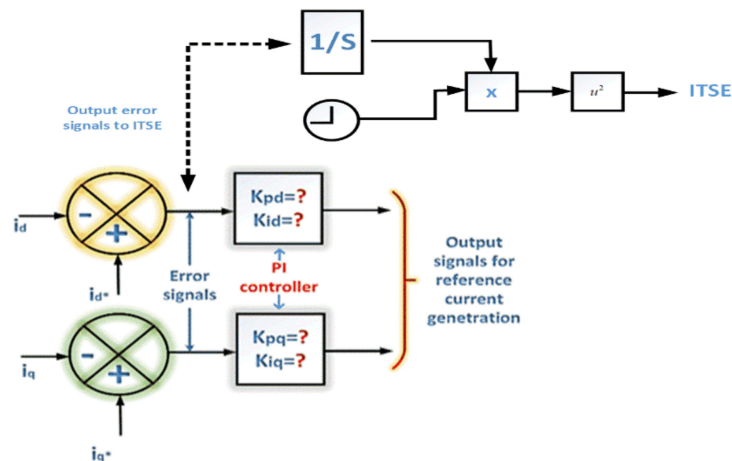 1/S
Output error
signals to ITSE
x
u²
ITSE
-
+
id
id*
Kpd=?
Kid=?
Error
signals
PI
controller
Output
signals for
reference
current
genetration
-
+
iq
iq*
Kpq=?
Kiq=?